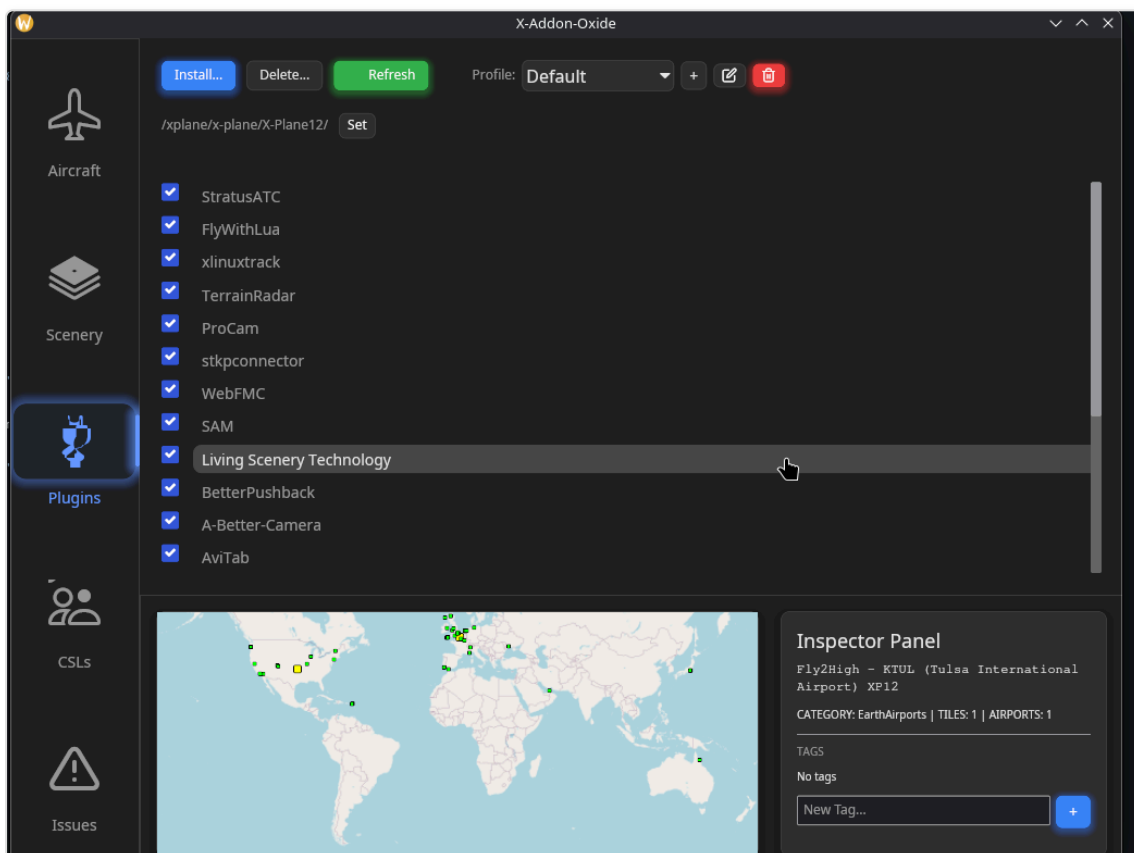 X-Addon-Oxide
Install...
Delete...
Refresh
Profile:
Default
+
/xplane/x-plane/X-Plane12/
Set
Aircraft
Scenery
Plugins
CSLs
Issues
StratusATC
FlyWithLua
xlinuxtrack
TerrainRadar
ProCam
stkpconnector
WebFMC
SAM
Living Scenery Technology
BetterPushback
A-Better-Camera
AviTab
Inspector Panel
Fly2High - KTUL (Tulsa International
Airport) XP12
CATEGORY: EarthAirports | TILES: 1 | AIRPORTS: 1
TAGS
No tags
New Tag...
+